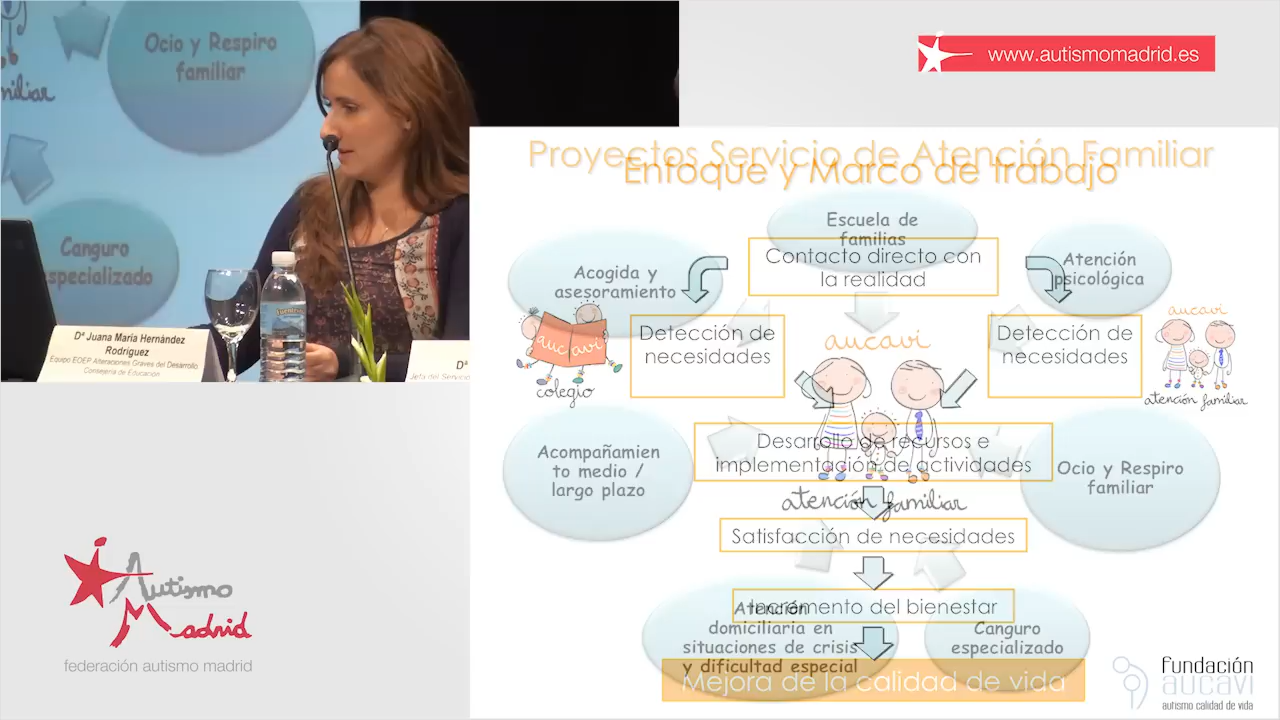 Ocio y Respiro
familiar
Canguro
especializado
Dª Juana María Hernández
Rodríguez
Equipo EOEP Alteraciones Graves del Desarrollo.
Consejería de Educación
Dª
Jefa del Servicio
www.autismomadrid.es
Proyectos Servicio de Atención Familiar
Enfoque y Marco de trabajo
Escuela de
familias
Contacto directo con
la realidad
Acogida y
asesoramiento
Atención
psicológica
Detección de
necesidades
Detección de
necesidades
aucavi
colegio
aucavi
atención familiar
aucavi
atención familiar
Acompañamien
to medio /
largo plazo
Desarrollo de recursos e
implementación de actividades
Ocio y Respiro
familiar
Satisfacción de necesidades
Incremento del bienestar
Atención
domiciliaria en
situaciones de crisis
y dificultad especial
Canguro
especializado
Mejora de la calidad de vida
Autismo
Madrid
federación autismo madrid
fundación
aucavi
autismo calidad de vida